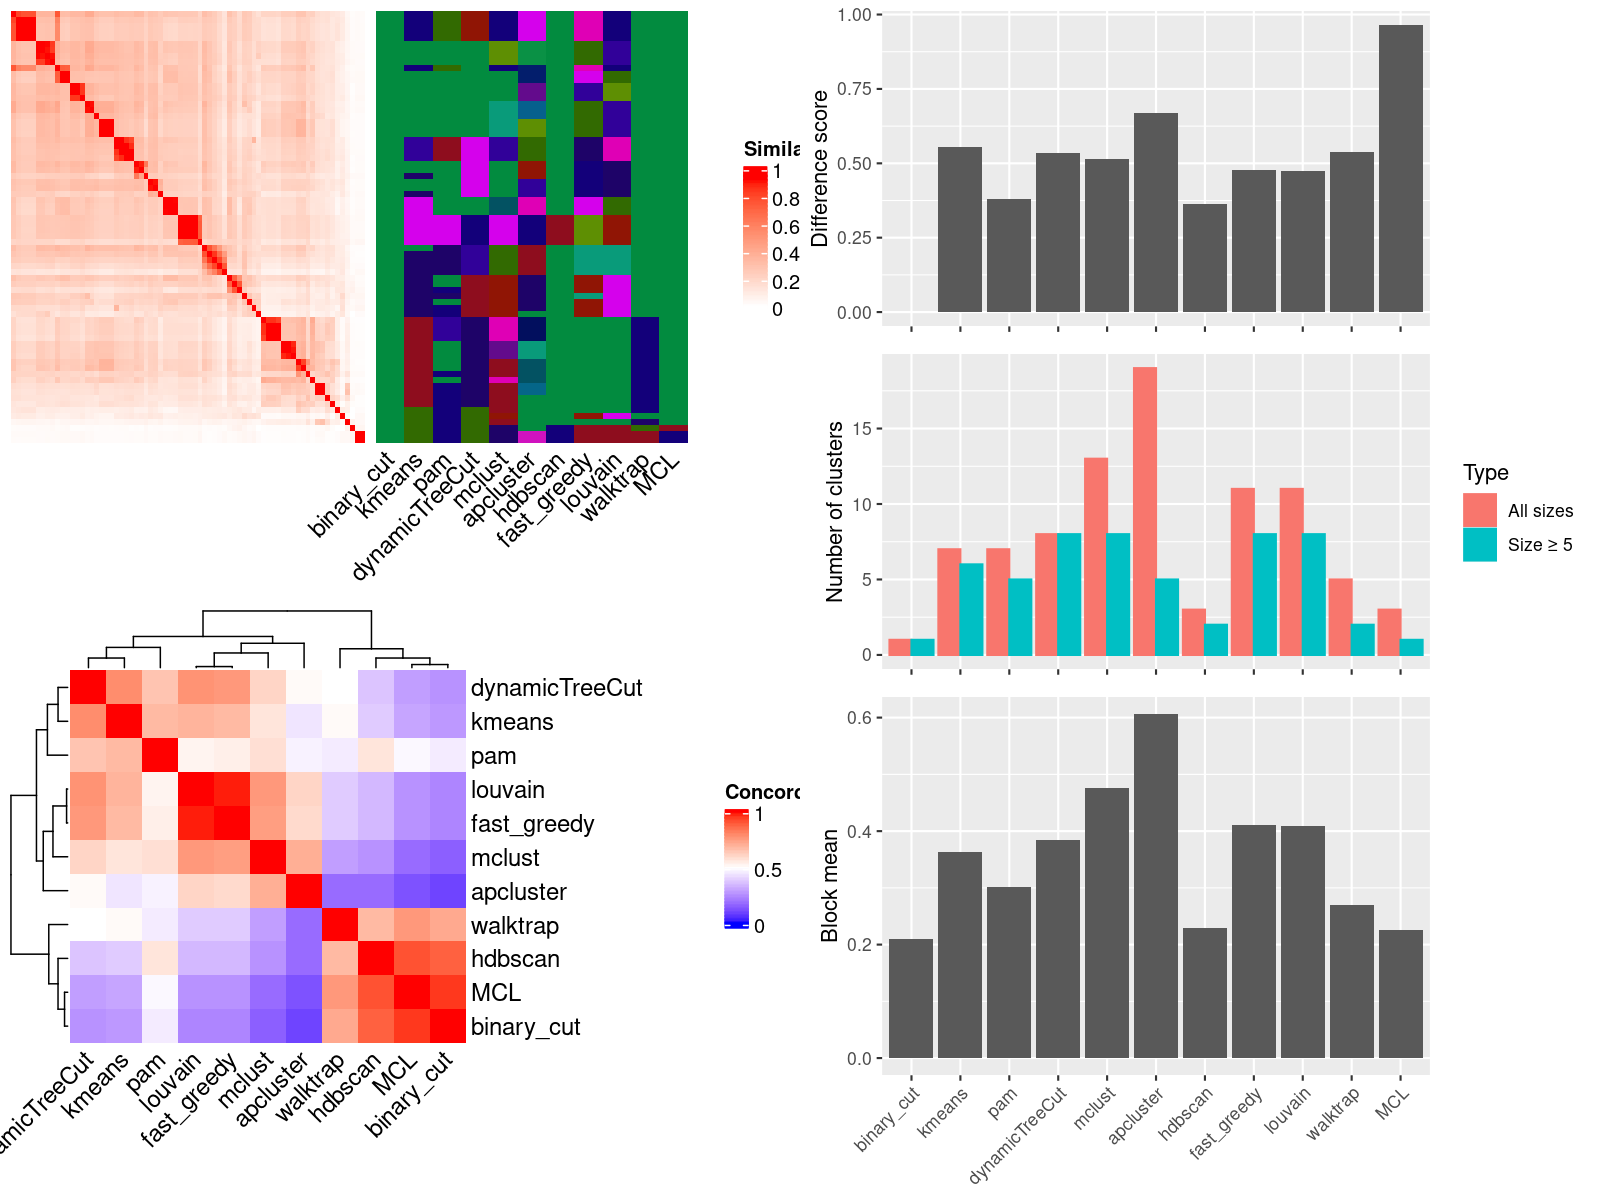 Simila
1
0.8
0.6
0.4
0.2
0
binary_cut
kmeans
pam
dynamicTreeCut
mclust
apcluster
hdbscan
fast_greedy
louvain
walktrap
MCL
dynamicTreeCut
kmeans
pam
louvain
fast_greedy
mclust
apcluster
walktrap
hdbscan
MCL
binary_cut
amicTreeCut
kmeans
pam
louvain
fast_greedy
mclust
apcluster
walktrap
hdbscan
MCL
binary_cut
Concord
1
0.5
0
Difference score
1.00
0.75
0.50
0.25
0.00
Number of clusters
15
10
5
0
Type
All sizes
Size ≥ 5
Block mean
0.6
0.4
0.2
0.0
binary_cut
kmeans
pam
dynamicTreeCut
mclust
apcluster
hdbscan
fast_greedy
louvain
walktrap
MCL